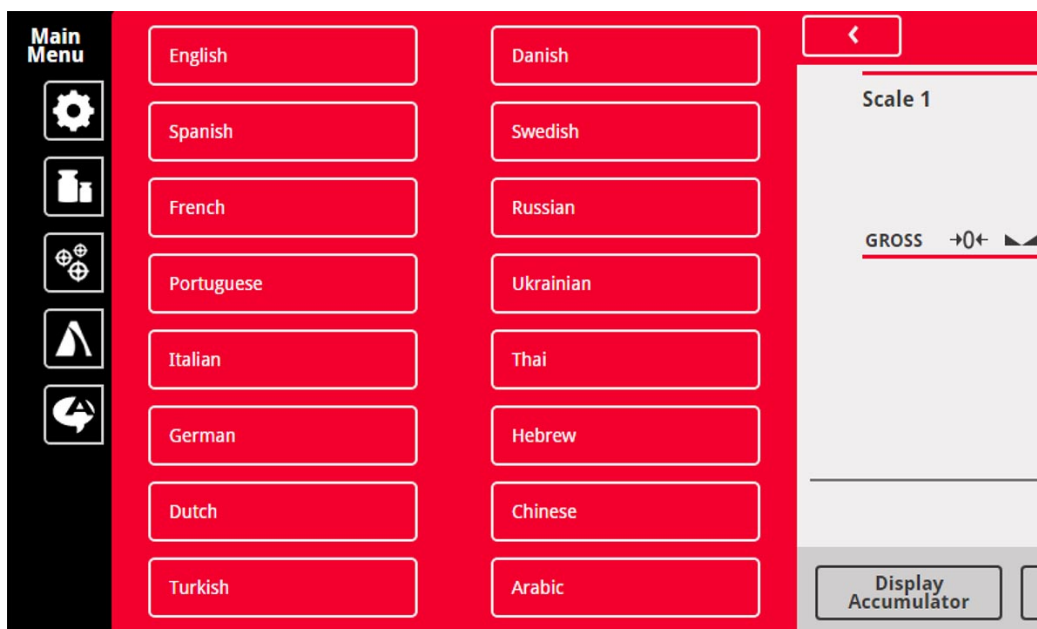 Main
Menu
English
Danish
Spanish
Swedish
French
Russian
Portuguese
Ukrainian
Italian
Thai
German
Hebrew
Dutch
Chinese
Turkish
Arabic
Scale 1
GROSS →0←
Display
Accumulator